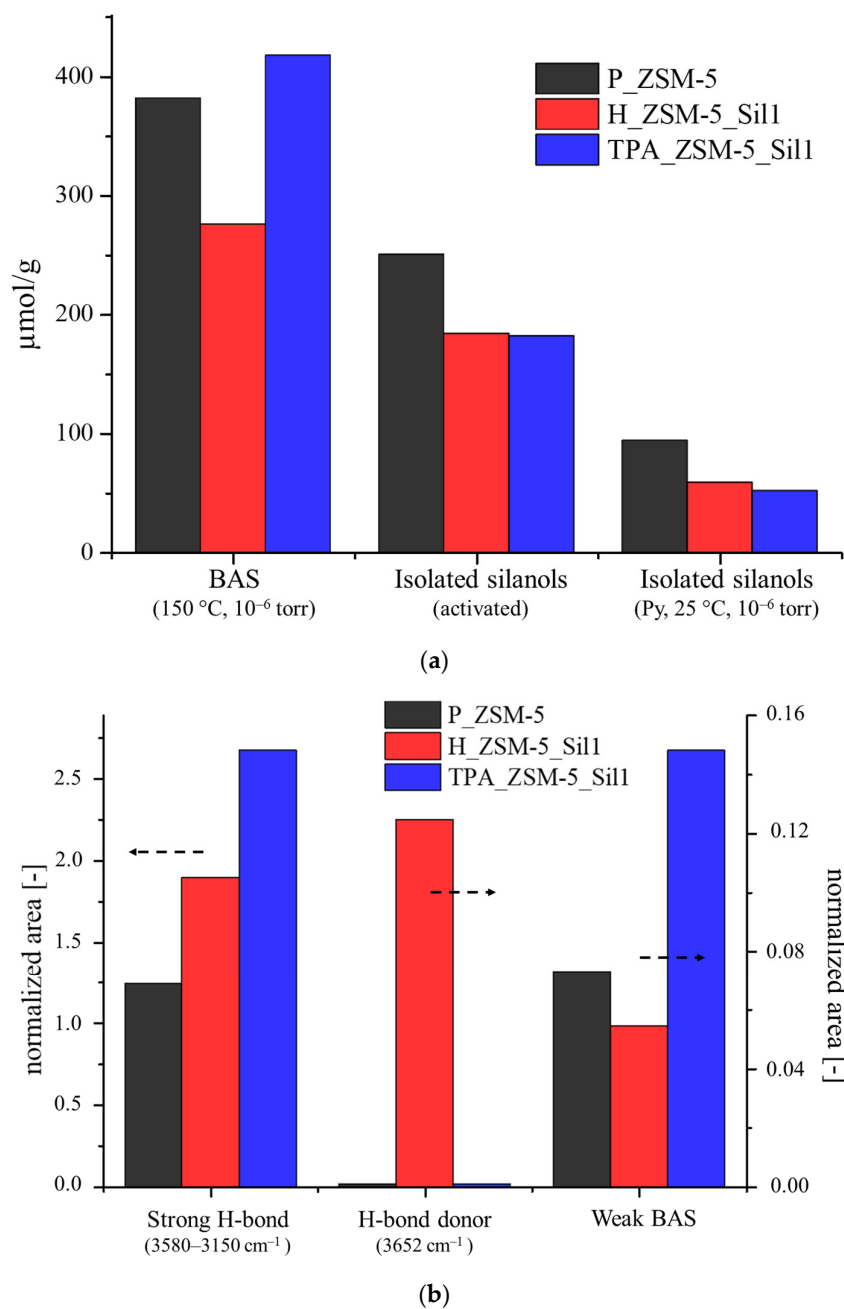 P_ZSM-5
H_ZSM-5_Sil1
TPA_ZSM-5_Sil1
400
300
200
100
0
µmol/g
BAS
(150 °C, 10⁻⁶ torr)
Isolated silanols
(activated)
Isolated silanols
(Py, 25 °C, 10⁻⁶ torr)
(a)
P_ZSM-5
H_ZSM-5_Sil1
TPA_ZSM-5_Sil1
2.5
2.0
1.5
1.0
0.5
0.0
normalized area [-]
0.16
0.12
0.08
0.04
0.00
normalized area [-]
Strong H-bond
(3580–3150 cm⁻¹)
H-bond donor
(3652 cm⁻¹)
Weak BAS
(b)